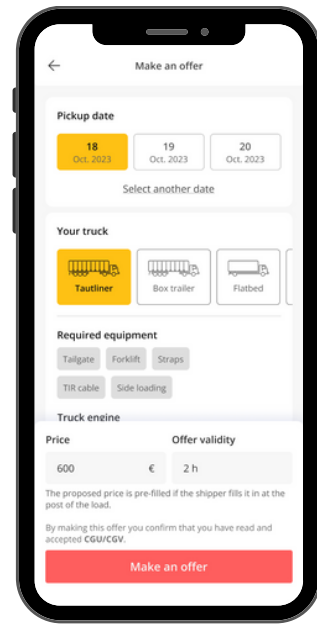 Make an offer
Pickup date
18 19 20
Oct. 2023 Oct. 2023 Oct. 2023
Select another date
Your truck
Tautliner Box trailer Flatbed
Required equipment
Tailgate Forklift Straps
TIR cable Side loading
Truck engine
Price Offer validity
600 € 2 h
The proposed price is pre-filled if the shipper fills it in at the
post of the load.
By making this offer you confirm that you have read and
accepted CGU/CGV.
Make an offer